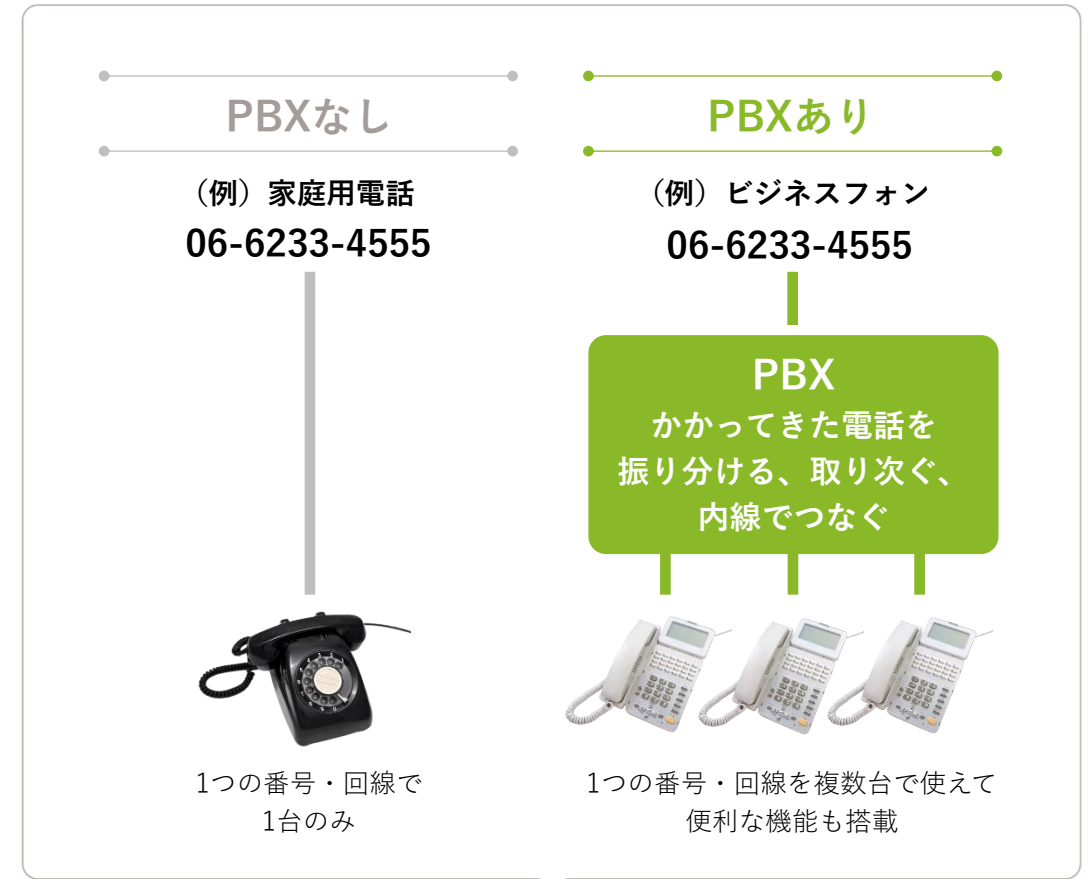 PBXなし
（例）家庭用電話
06-6233-4555
1つの番号・回線で
1台のみ
PBXあり
（例）ビジネスフォン
06-6233-4555
PBX
かかってきた電話を
振り分ける、取り次ぐ、
内線でつなぐ
1つの番号・回線を複数台で使えて
便利な機能も搭載